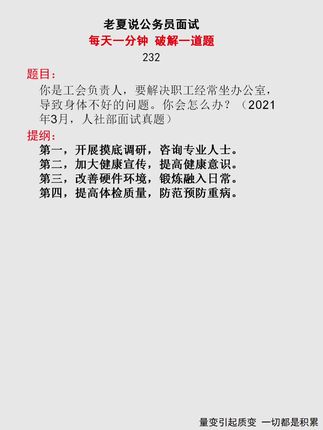 老夏说公务员面试
每天一分钟 破解一道题
232
题目：
你是工会负责人，要解决职工经常坐办公室，
导致身体不好的问题。你会怎么办？（2021
年3月，人社部面试真题）
提纲：
第一，开展摸底调研，咨询专业人士。
第二，加大健康宣传，提高健康意识。
第三，改善硬件环境，锻炼融入日常。
第四，提高体检质量，防范预防重病。
量变引起质变 一切都是积累